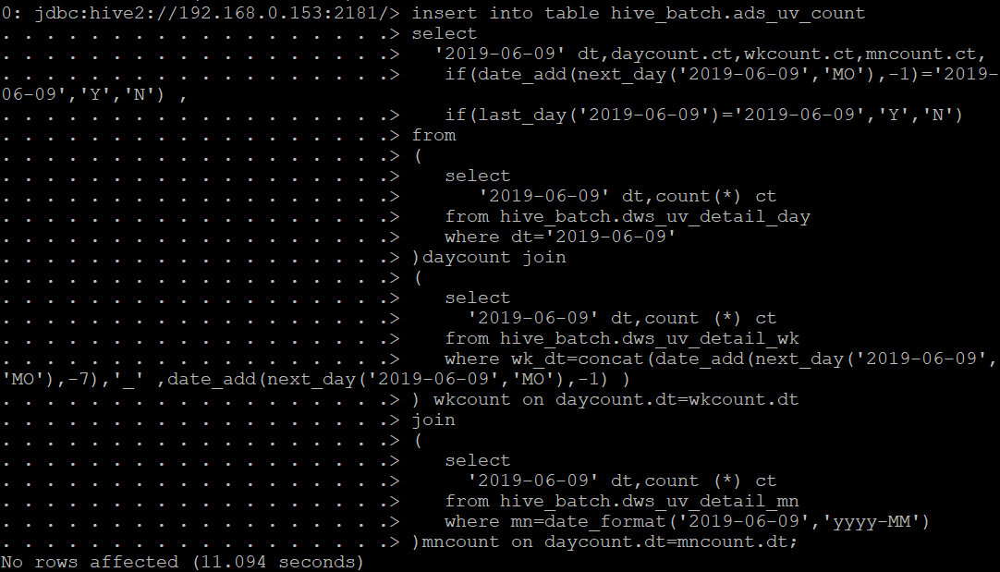 0: jdbc:hive2://192.168.0.153:2181/> insert into table hive_batch.ads_uv_count
. . . . . . . . . . . . . . . . . .> select
. . . . . . . . . . . . . . . . . .>   '2019-06-09' dt,daycount.ct,wkcount.ct,mncount.ct,
. . . . . . . . . . . . . . . . . .>    if(date_add(next_day('2019-06-09','MO'),-1)='2019-
06-09','Y','N') ,
. . . . . . . . . . . . . . . . . .>    if(last_day('2019-06-09')='2019-06-09','Y','N')
. . . . . . . . . . . . . . . . . .> from
. . . . . . . . . . . . . . . . . .> (
. . . . . . . . . . . . . . . . . .>    select
. . . . . . . . . . . . . . . . . .>       '2019-06-09' dt,count(*) ct
. . . . . . . . . . . . . . . . . .>    from hive_batch.dws_uv_detail_day
. . . . . . . . . . . . . . . . . .>    where dt='2019-06-09'
. . . . . . . . . . . . . . . . . .> )daycount join
. . . . . . . . . . . . . . . . . .> (
. . . . . . . . . . . . . . . . . .>    select
. . . . . . . . . . . . . . . . . .>      '2019-06-09' dt,count (*) ct
. . . . . . . . . . . . . . . . . .>    from hive_batch.dws_uv_detail_wk
. . . . . . . . . . . . . . . . . .>    where wk_dt=concat(date_add(next_day('2019-06-09',
'MO'),-7),'_' ,date_add(next_day('2019-06-09','MO'),-1) )
. . . . . . . . . . . . . . . . . .> ) wkcount on daycount.dt=wkcount.dt
. . . . . . . . . . . . . . . . . .> join
. . . . . . . . . . . . . . . . . .> (
. . . . . . . . . . . . . . . . . .>    select
. . . . . . . . . . . . . . . . . .>      '2019-06-09' dt,count (*) ct
. . . . . . . . . . . . . . . . . .>    from hive_batch.dws_uv_detail_mn
. . . . . . . . . . . . . . . . . .>    where mn=date_format('2019-06-09','yyyy-MM')
. . . . . . . . . . . . . . . . . .> )mncount on daycount.dt=mncount.dt;
No rows affected (11.094 seconds)